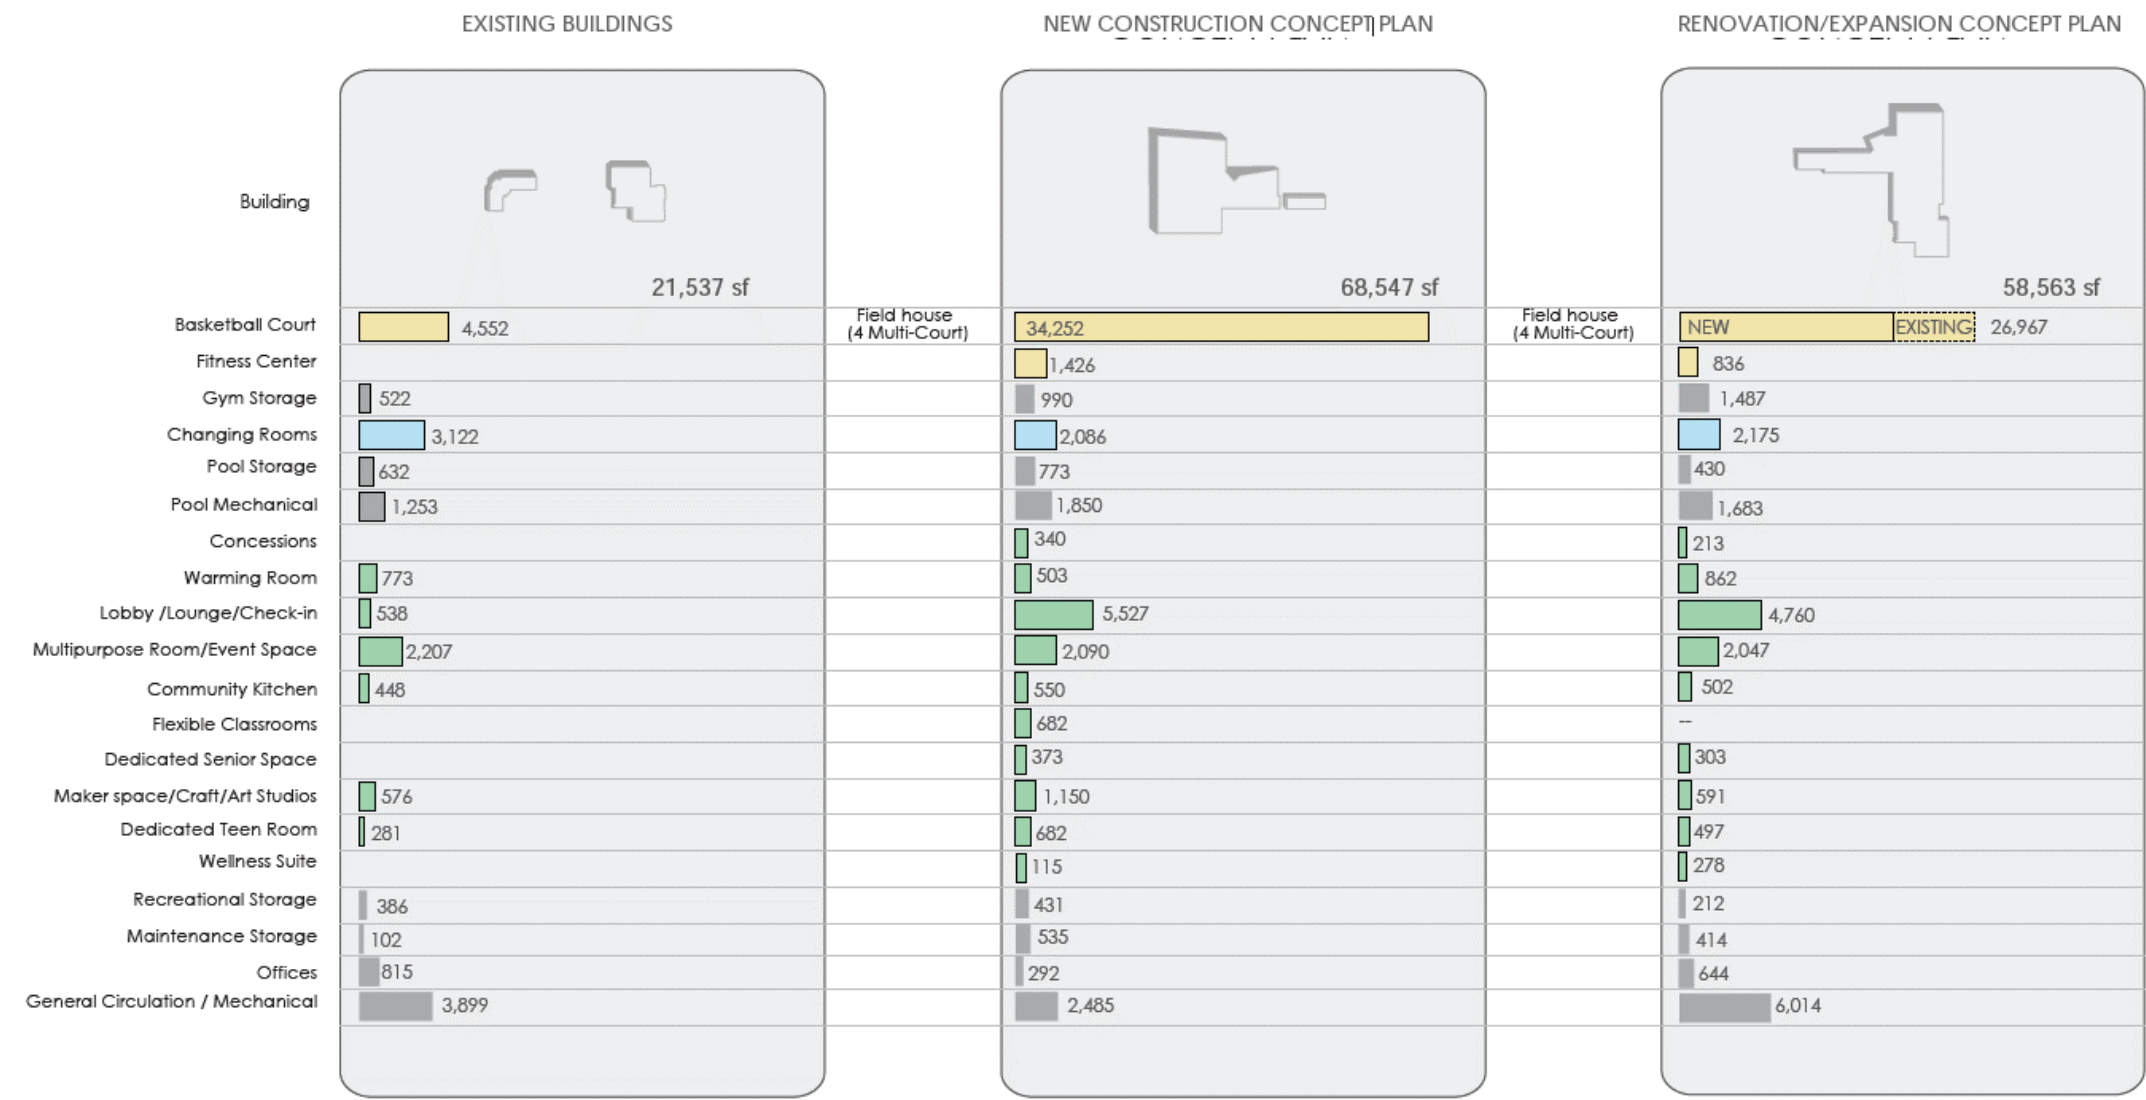 EXISTING BUILDINGS
NEW CONSTRUCTION CONCEPT PLAN
RENOVATION/EXPANSION CONCEPT PLAN
Building
21,537 sf
68,547 sf
58,563 sf
Basketball Court
4,552
Field house
(4 Multi-Court)
34,252
Field house
(4 Multi-Court)
NEW
EXISTING
26,967
Fitness Center
1,426
836
Gym Storage
522
990
1,487
Changing Rooms
3,122
2,086
2,175
Pool Storage
632
773
430
Pool Mechanical
1,253
1,850
1,683
Concessions
340
213
Warming Room
773
503
862
Lobby /Lounge/Check-in
538
5,527
4,760
Multipurpose Room/Event Space
2,207
2,090
2,047
Community Kitchen
448
550
502
Flexible Classrooms
682
--
Dedicated Senior Space
373
303
Maker space/Craft/Art Studios
576
1,150
591
Dedicated Teen Room
281
682
497
Wellness Suite
115
278
Recreational Storage
386
431
212
Maintenance Storage
102
535
414
Offices
815
292
644
General Circulation / Mechanical
3,899
2,485
6,014